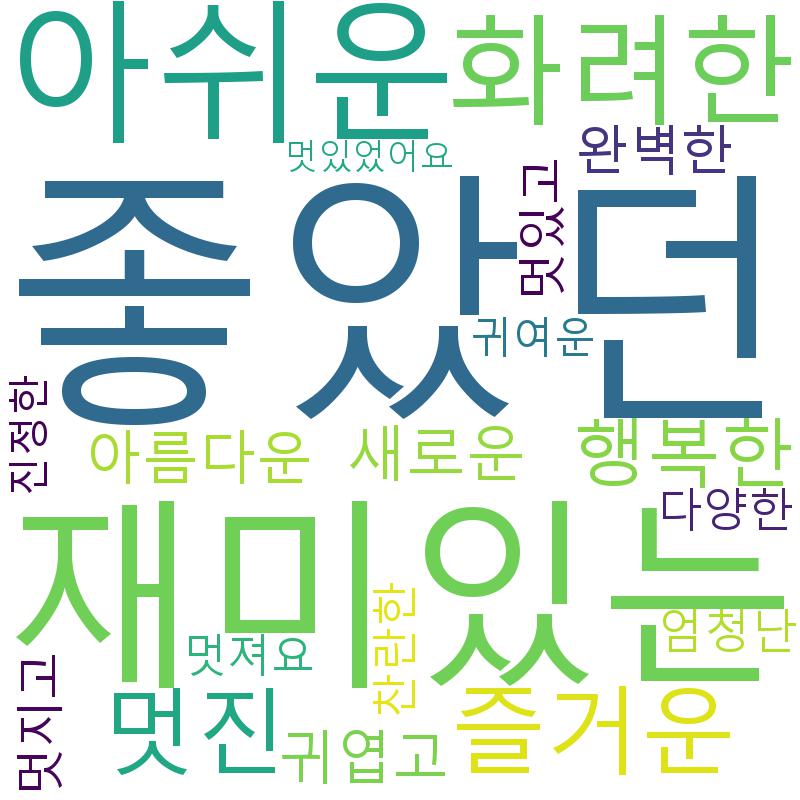 아쉬운
화려한
멋있었어요
완벽한
좋았던
멋있고
귀여운
진정한
아름다운
새로운
행복한
다양한
재미있는
찬란한
엄청난
멋져요
멋지고
멋진
귀엽고
즐거운